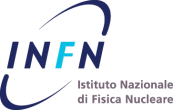 INFN
Istituto Nazionale
di Fisica Nucleare